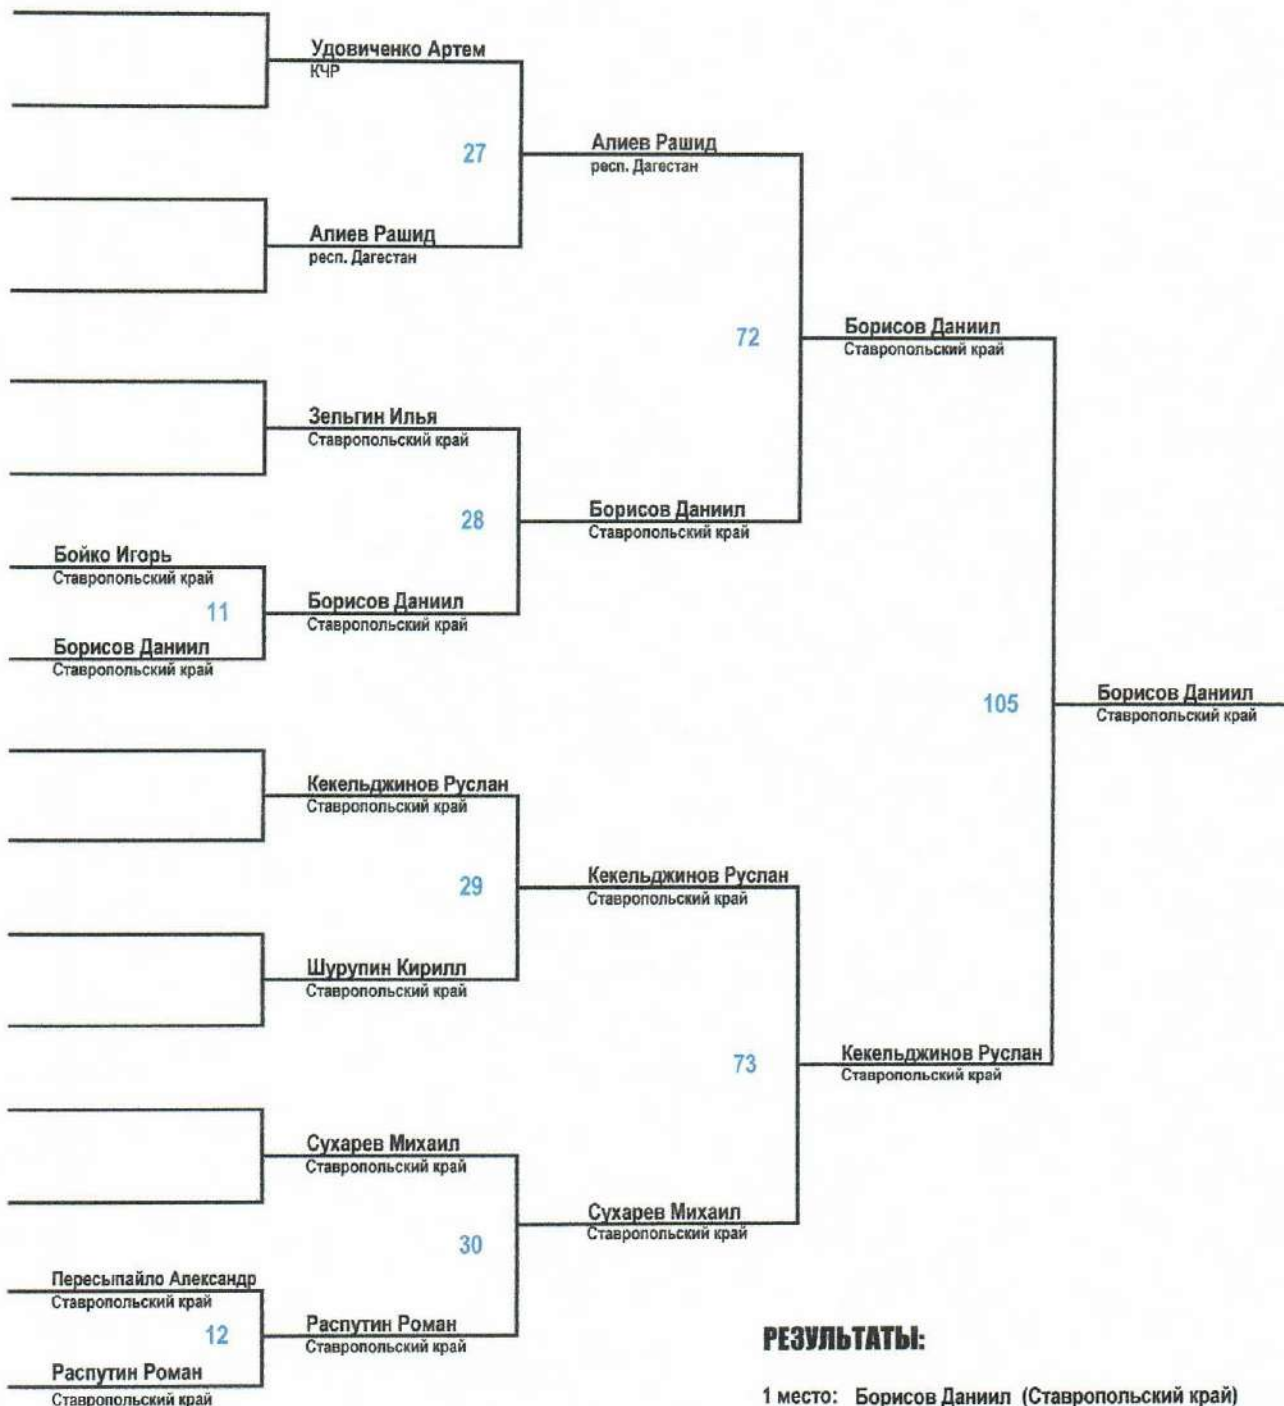 Удовиченко Артем
КЧР
27
Алиев Рашид
респ. Дагестан
Алиев Рашид
респ. Дагестан
72
Борисов Даниил
Ставропольский край
Зельгин Илья
Ставропольский край
28
Борисов Даниил
Ставропольский край
Бойко Игорь
Ставропольский край
11
Борисов Даниил
Ставропольский край
Борисов Даниил
Ставропольский край
105
Борисов Даниил
Ставропольский край
Кекельджинов Руслан
Ставропольский край
29
Кекельджинов Руслан
Ставропольский край
Шурупин Кирилл
Ставропольский край
73
Кекельджинов Руслан
Ставропольский край
Сухарев Михаил
Ставропольский край
30
Сухарев Михаил
Ставропольский край
Пересыпайло Александр
Ставропольский край
12
Распутин Роман
Ставропольский край
Распутин Роман
Ставропольский край
РЕЗУЛЬТАТЫ:
1 место: Борисов Даниил (Ставропольский край)